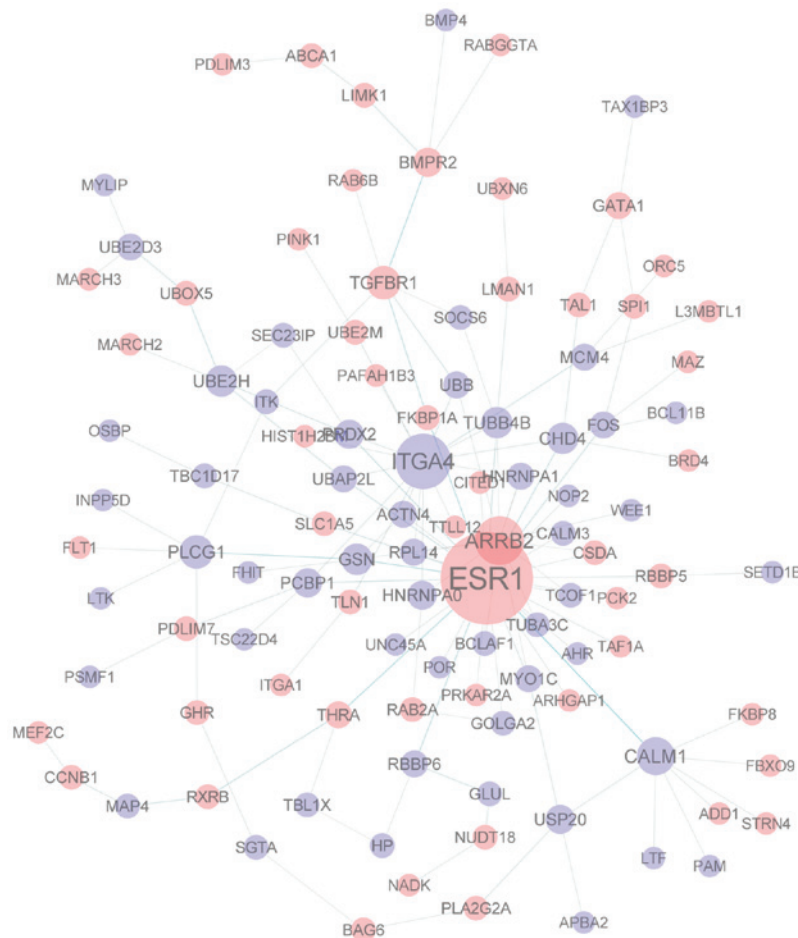 BMP4
RABGGTA
PDLIM3
ABCA1
LIMK1
TAX1BP3
BMPR2
MYLIP
RAB6B
UBXN6
GATA1
UBE2D3
PINK1
MARCH3
UBOX5
TGFBR1
LMAN1
ORC5
TAL1
SPI1
L3MBTL1
SOCS6
MARCH2
SEC23IP
UBE2M
MCM4
MAZ
UBE2H
PAFAH1B3
UBB
ITK
FKBP1A
TUBB4B
FOS
BCL11B
OSBP
PRDX2
CHD4
ITGA4
BRD4
TBC1D17
UBAP2L
CITED1
HNRNPA1
NOP2
INPP5D
SLC1A5
ACTN4
TTLL12
WEE1
FLT1
PLCG1
RPL14
ARRB2
CALM3
CSDA
GSN
FHIT
ESR1
RBBP5
LTK
PCBP1
HNRNPA0
TCOF1
PCK2
TLN1
PDLIM7
TSC22D4
TUBA3C
UNC45A
BCLAF1
TAF1A
AHR
PSMF1
POR
MYO1C
ITGA1
PRKAR2A
ARHGAP1
GHR
THRA
RAB2A
GOLGA2
FKBP8
MEF2C
CALM1
FBXO9
CCNB1
RBBP6
MAP4
RXRB
TBL1X
GLUL
USP20
ADD1
STRN4
SGTA
HP
NUDT18
LTF
PAM
NADK
PLA2G2A
BAG6
APBA2